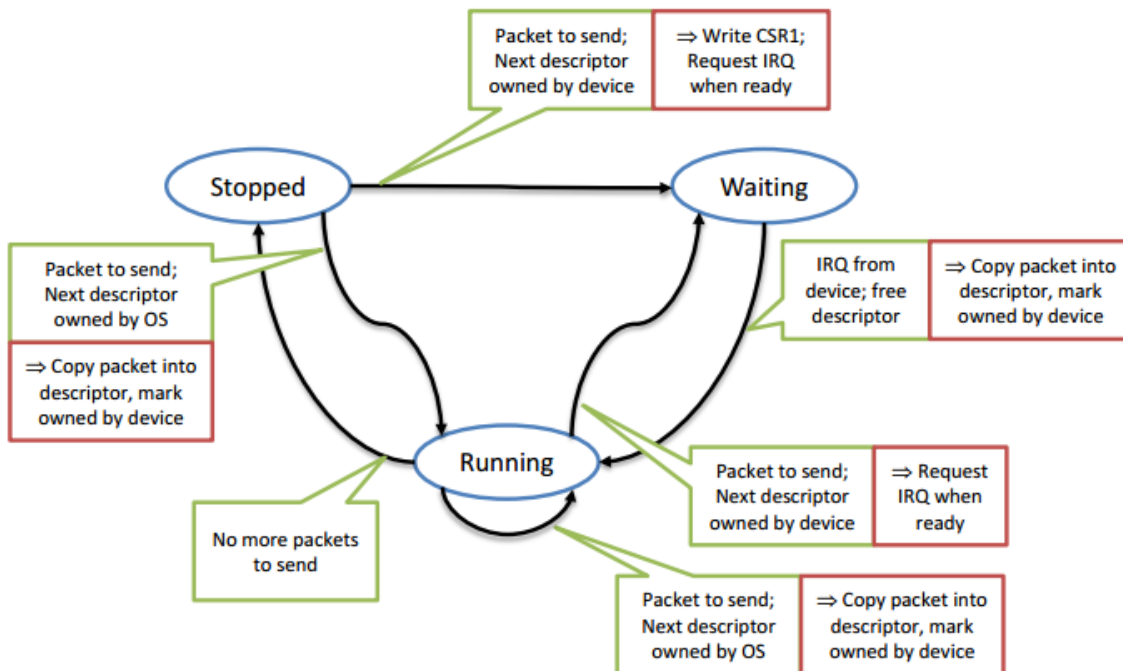 Packet to send;
Next descriptor
owned by device
⇒ Write CSR1;
Request IRQ
when ready
Stopped
Waiting
Packet to send;
Next descriptor
owned by OS
⇒ Copy packet into
descriptor, mark
owned by device
IRQ from
device; free
descriptor
⇒ Copy packet into
descriptor, mark
owned by device
Running
No more packets
to send
Packet to send;
Next descriptor
owned by device
⇒ Request
IRQ when
ready
Packet to send;
Next descriptor
owned by OS
⇒ Copy packet into
descriptor, mark
owned by device